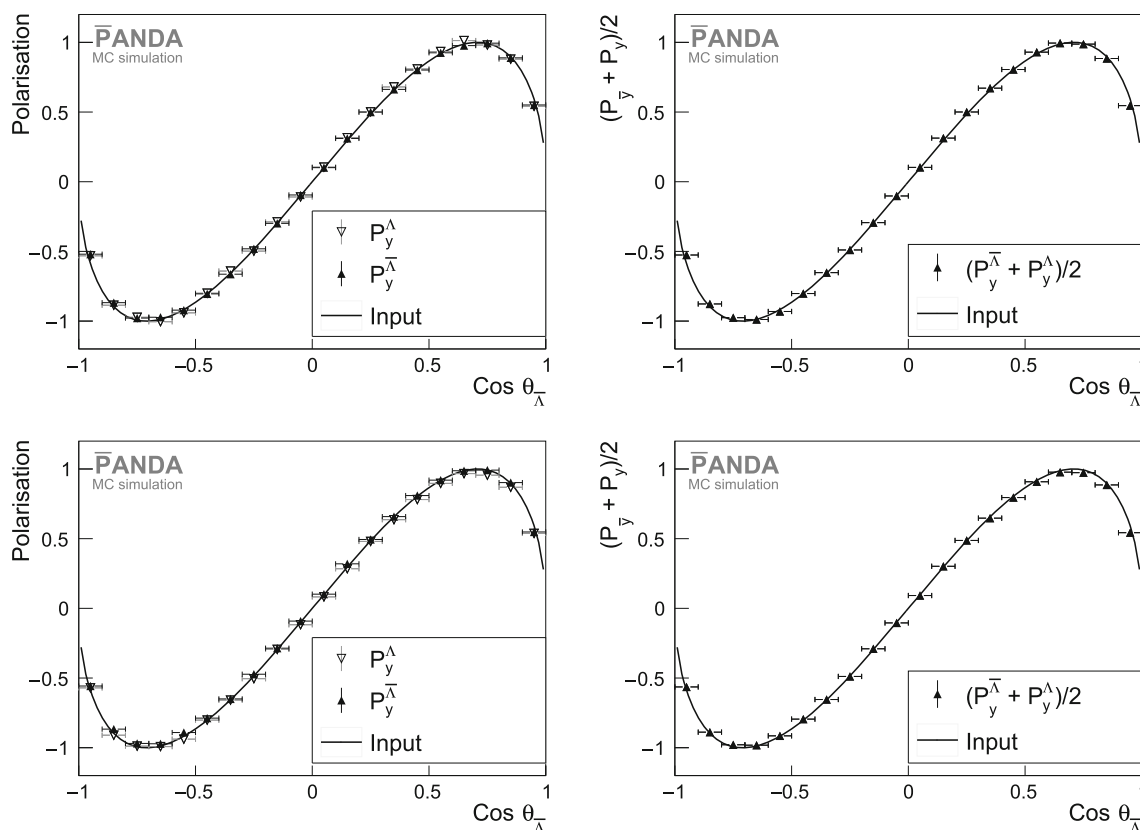 Polarisation
P̅ANDA
MC simulation
1
0.5
0
−0.5
−1
P_y^Λ
P_y^Λ̅
Input
−1 −0.5 0 0.5 1
Cos θ_Λ̅
(P_y̅ + P_y)/2
P̅ANDA
MC simulation
1
0.5
0
−0.5
−1
(P_y^Λ̅ + P_y^Λ)/2
Input
−1 −0.5 0 0.5 1
Cos θ_Λ̅
Polarisation
P̅ANDA
MC simulation
1
0.5
0
−0.5
−1
P_y^Λ
P_y^Λ̅
Input
−1 −0.5 0 0.5 1
Cos θ_Λ̅
(P_y̅ + P_y)/2
P̅ANDA
MC simulation
1
0.5
0
−0.5
−1
(P_y^Λ̅ + P_y^Λ)/2
Input
−1 −0.5 0 0.5 1
Cos θ_Λ̅